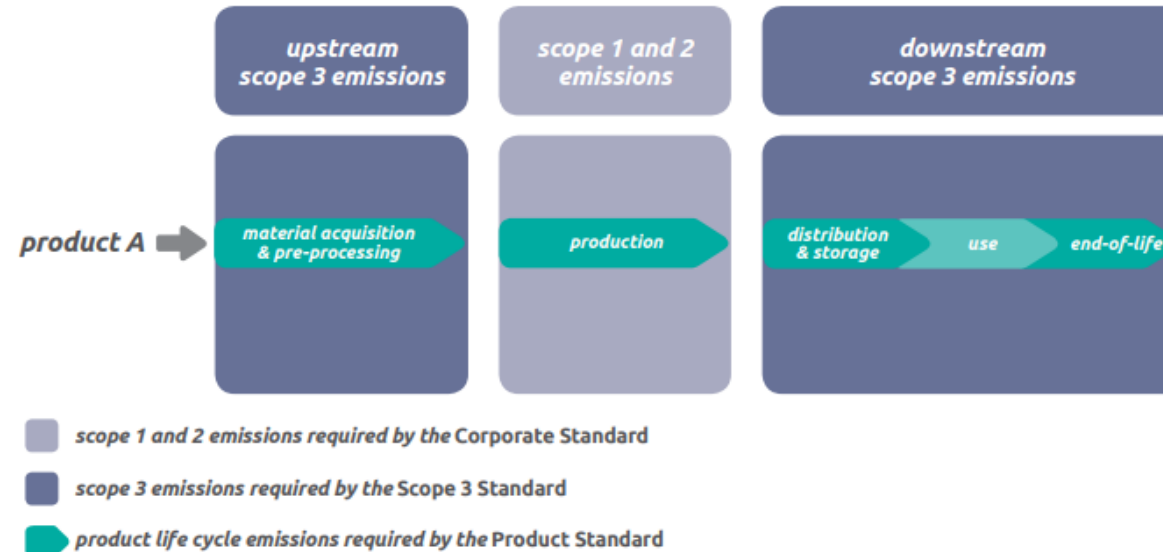 upstream
scope 3 emissions
scope 1 and 2
emissions
downstream
scope 3 emissions
product A
material acquisition
& pre-processing
production
distribution
& storage
use
end-of-life
scope 1 and 2 emissions required by the Corporate Standard
scope 3 emissions required by the Scope 3 Standard
product life cycle emissions required by the Product Standard